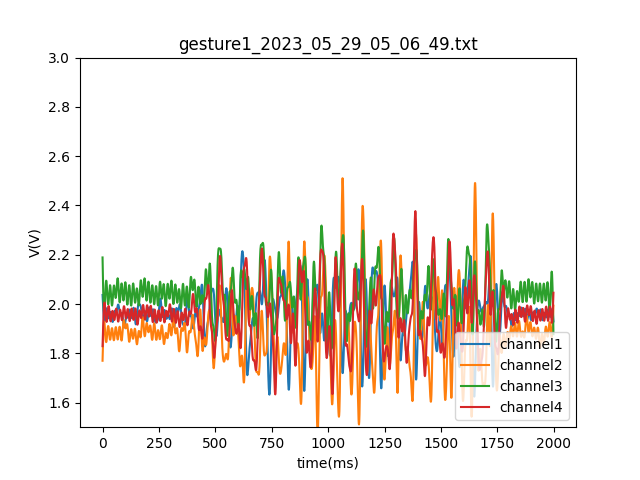 gesture1_2023_05_29_05_06_49.txt
3.0
2.8
2.6
2.4
2.2
2.0
1.8
1.6
V(V)
channel1
channel2
channel3
channel4
0 250 500 750 1000 1250 1500 1750 2000
time(ms)